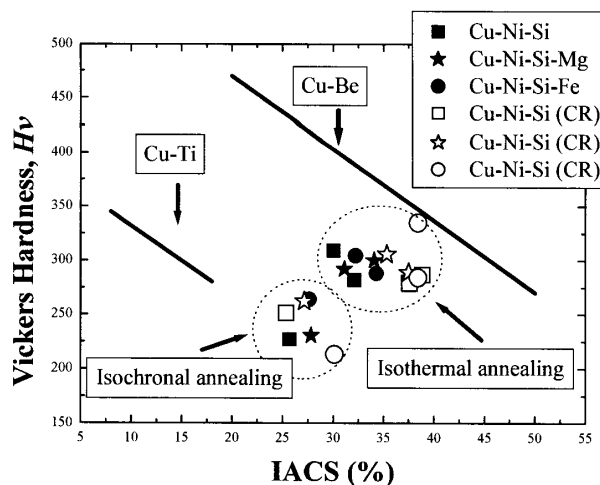 Cu-Ni-Si
Cu-Ni-Si-Mg
Cu-Ni-Si-Fe
Cu-Ni-Si (CR)
Cu-Ni-Si (CR)
Cu-Ni-Si (CR)
Cu-Be
Cu-Ti
Isochronal annealing
Isothermal annealing
Vickers Hardness, Hv
500
450
400
350
300
250
200
150
5 10 15 20 25 30 35 40 45 50 55
IACS (%)